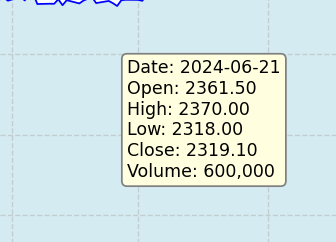 Date: 2024-06-21
Open: 2361.50
High: 2370.00
Low: 2318.00
Close: 2319.10
Volume: 600,000